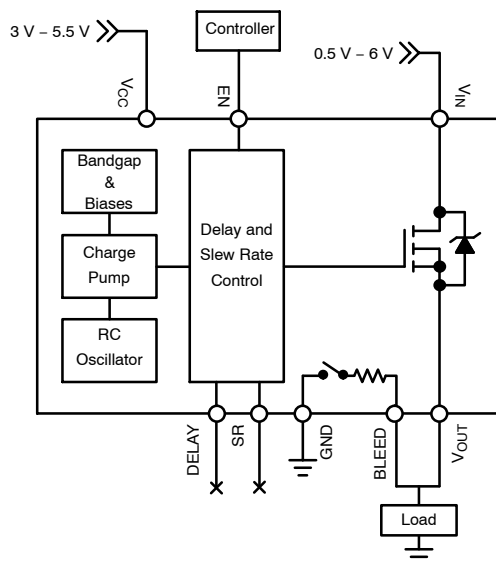 3 V – 5.5 V
Controller
0.5 V – 6 V
VCC
EN
VIN
Bandgap
&
Biases
Delay and
Slew Rate
Control
Charge
Pump
RC
Oscillator
DELAY
SR
GND
BLEED
VOUT
Load